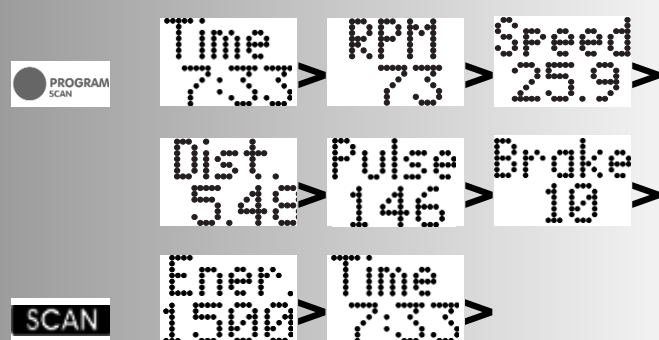 PROGRAM
SCAN
Time
7:33
>
RPM
73
>
Speed
25.9
>
Dist.
5.48
>
Pulse
146
>
Brake
10
>
SCAN
Ener.
1500
>
Time
7:33
>